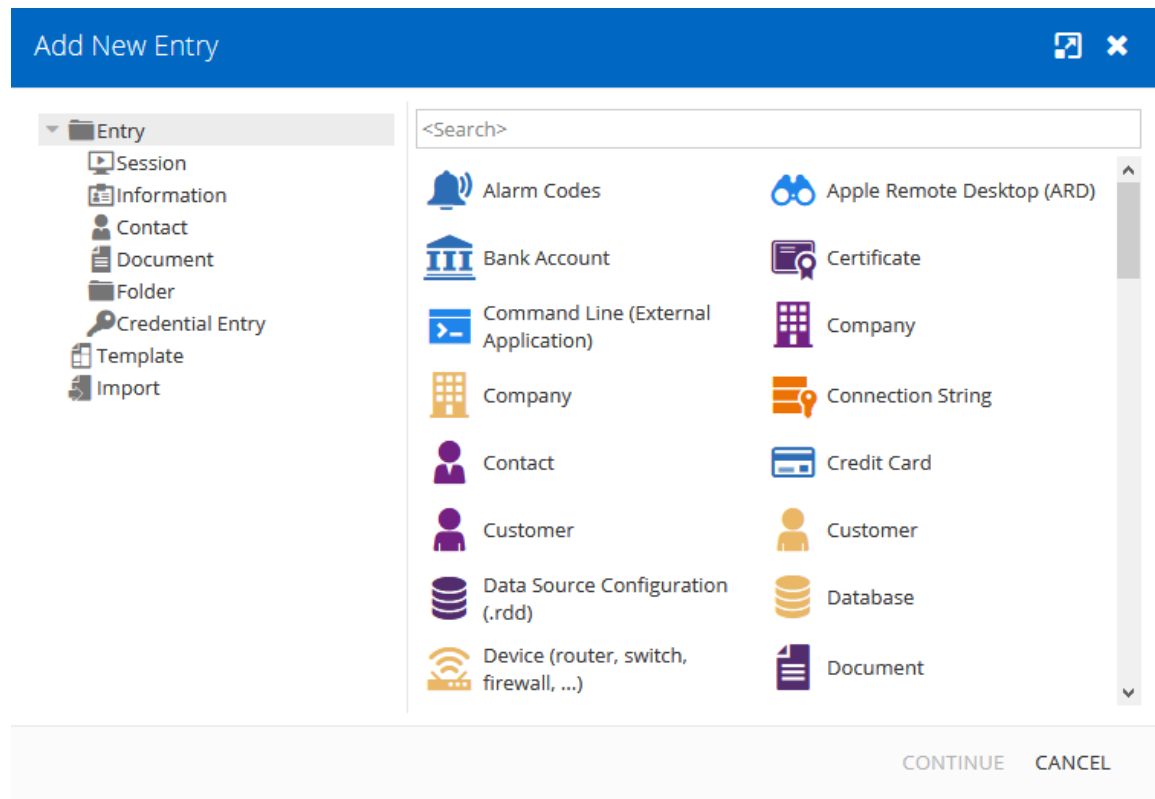 Add New Entry
Entry
Session
Information
Contact
Document
Folder
Credential Entry
Template
Import
<Search>
Alarm Codes
Apple Remote Desktop (ARD)
Bank Account
Certificate
Command Line (External
Application)
Company
Company
Connection String
Contact
Credit Card
Customer
Customer
Data Source Configuration
(.rdd)
Database
Device (router, switch,
firewall, ...)
Document
CONTINUE
CANCEL